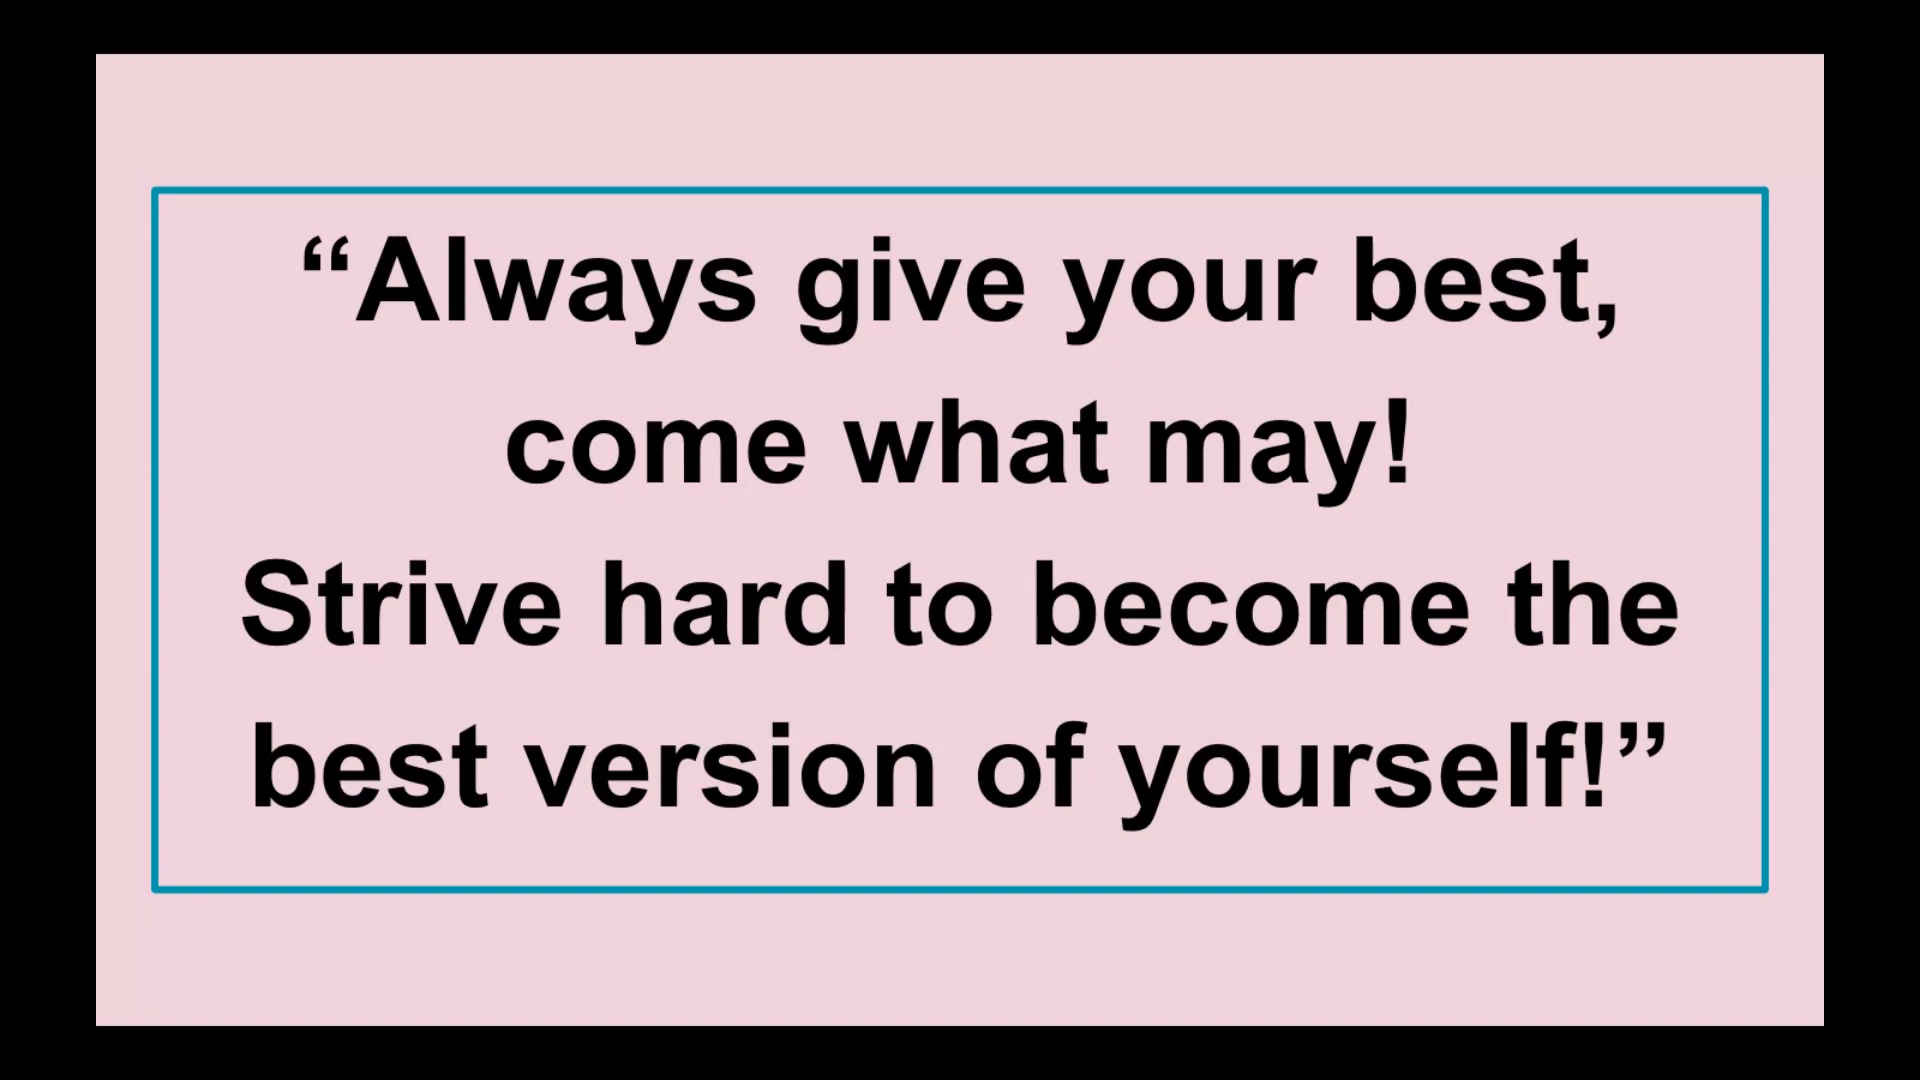 “Always give your best,
come what may!
Strive hard to become the
best version of yourself!”